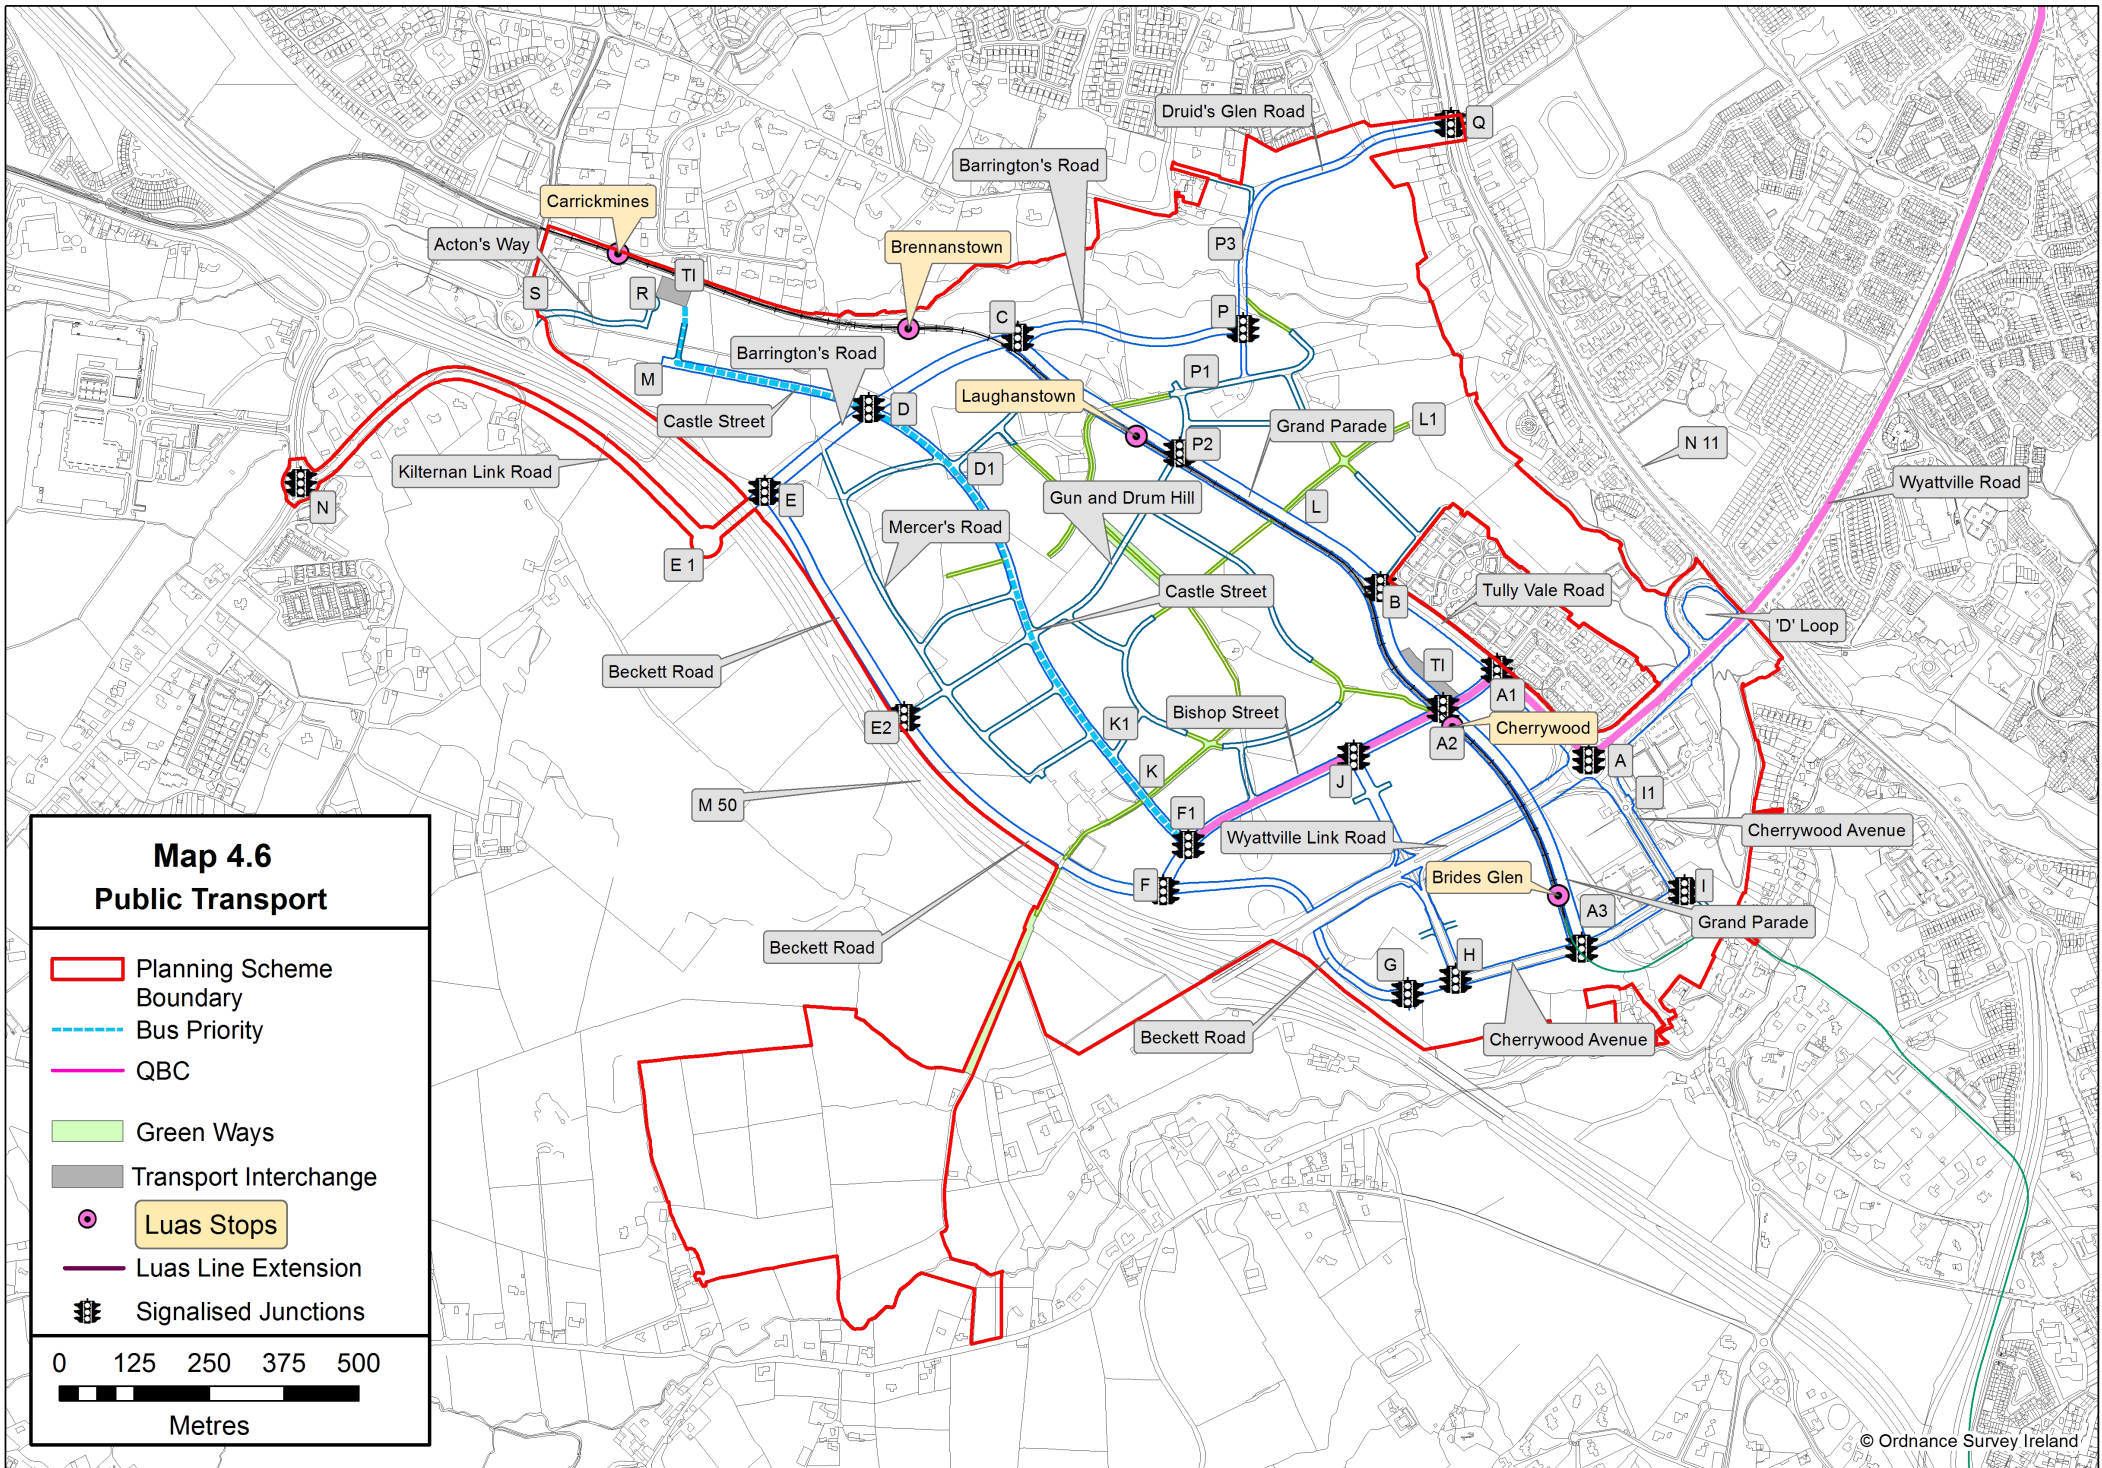 Druid's Glen Road
Q
Barrington's Road
Carrickmines
Acton's Way
Brennanstown
P3
TI
S
R
C
P
Barrington's Road
M
P1
Laughanstown
Castle Street
D
L1
Grand Parade
P2
N 11
Kilternan Link Road
D1
Wyattville Road
E
Gun and Drum Hill
L
N
Mercer's Road
E 1
Castle Street
Tully Vale Road
B
'D' Loop
Beckett Road
TI
A1
Bishop Street
E2
K1
Cherrywood
A2
A
K
J
I1
M 50
F1
Wyattville Link Road
Cherrywood Avenue
F
Brides Glen
I
A3
Grand Parade
Beckett Road
H
G
Beckett Road
Cherrywood Avenue
Map 4.6
Public Transport
Planning Scheme
Boundary
Bus Priority
QBC
Green Ways
Transport Interchange
Luas Stops
Luas Line Extension
Signalised Junctions
0 125 250 375 500
Metres
© Ordnance Survey Ireland